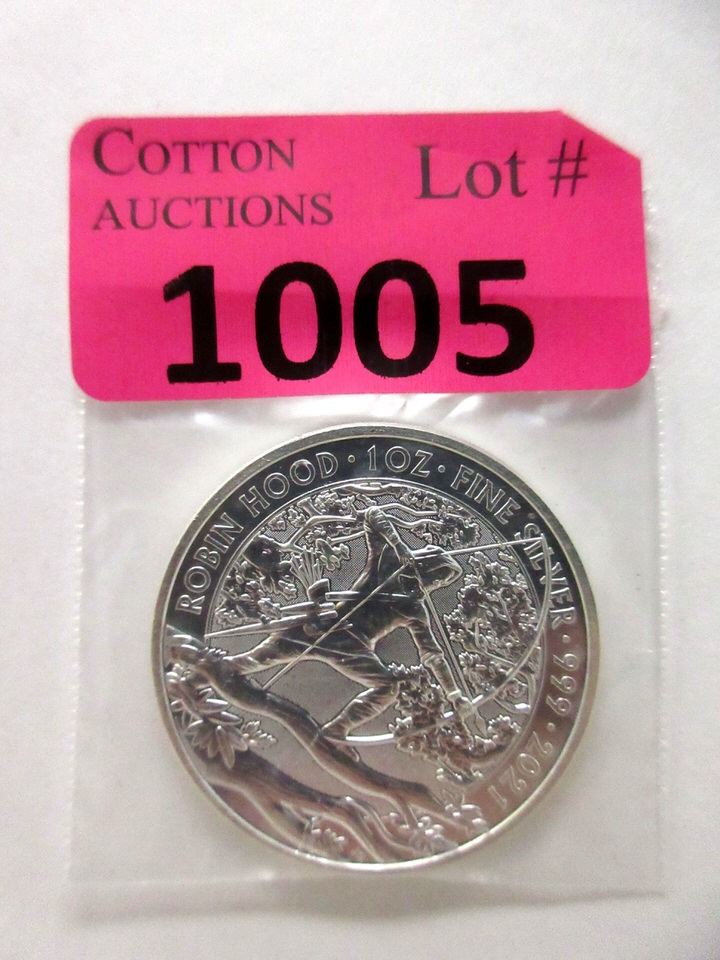 COTTON
AUCTIONS
Lot #
1005
ROBIN HOOD · 1OZ · FINE SILVER · 999 · 2021